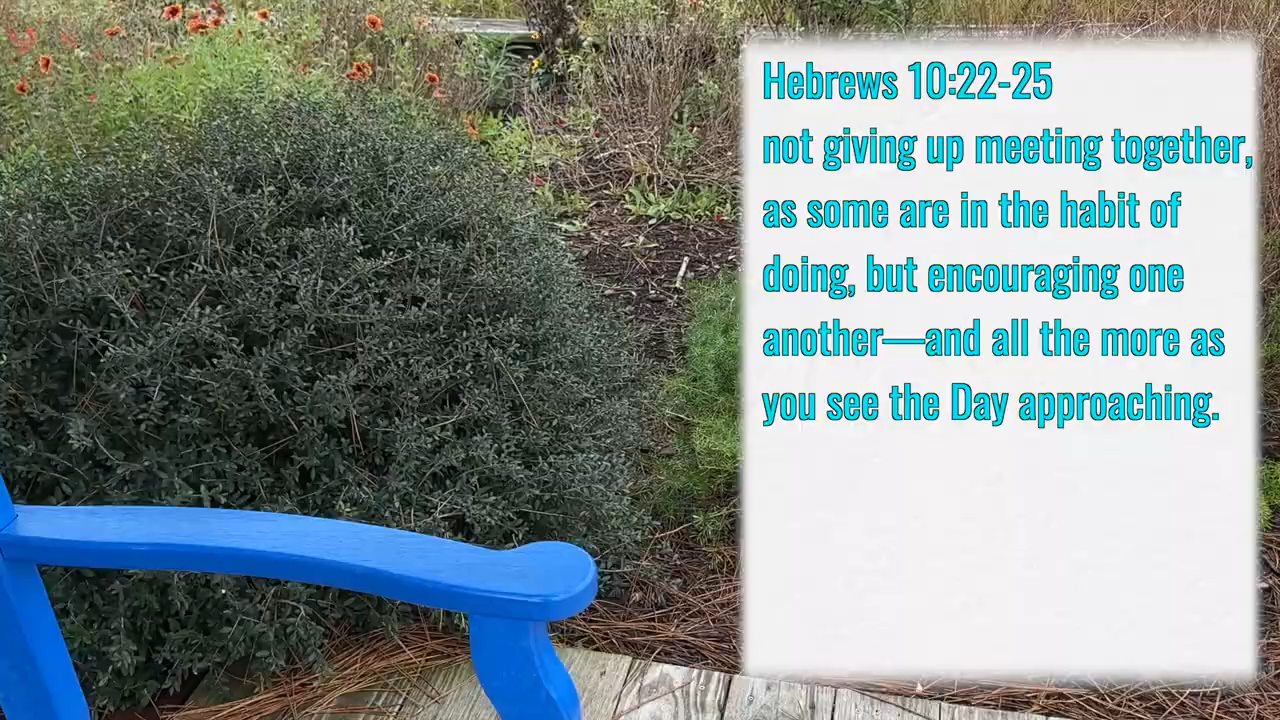 Hebrews 10:22-25
not giving up meeting together,
as some are in the habit of
doing, but encouraging one
another—and all the more as
you see the Day approaching.